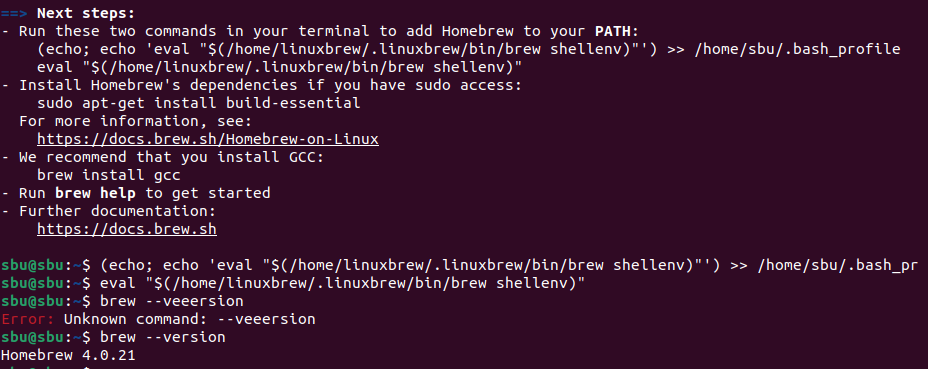 ==> Next steps:
- Run these two commands in your terminal to add Homebrew to your PATH:
    (echo; echo 'eval "$(/home/linuxbrew/.linuxbrew/bin/brew shellenv)"') >> /home/sbu/.bash_profile
    eval "$(/home/linuxbrew/.linuxbrew/bin/brew shellenv)"
- Install Homebrew's dependencies if you have sudo access:
    sudo apt-get install build-essential
  For more information, see:
    https://docs.brew.sh/Homebrew-on-Linux
- We recommend that you install GCC:
    brew install gcc
- Run brew help to get started
- Further documentation:
    https://docs.brew.sh
sbu@sbu:~$ (echo; echo 'eval "$(/home/linuxbrew/.linuxbrew/bin/brew shellenv)"') >> /home/sbu/.bash_pr
sbu@sbu:~$ eval "$(/home/linuxbrew/.linuxbrew/bin/brew shellenv)"
sbu@sbu:~$ brew --veeersion
Error: Unknown command: --veeersion
sbu@sbu:~$ brew --version
Homebrew 4.0.21